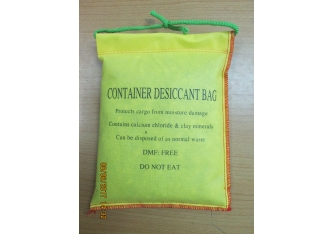 CONTAINER DESICCANT BAG
Protects cargo from moisture damage
Contains calcium chloride & clay minerals
Can be disposed of as normal waste
DMF: FREE
DO NOT EAT